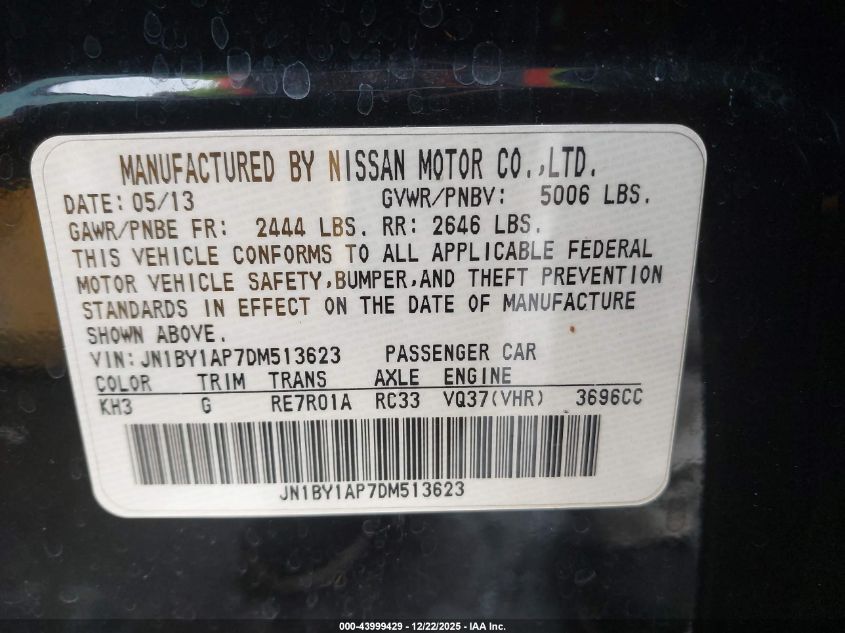 MANUFACTURED BY NISSAN MOTOR CO.,LTD.
DATE: 05/13 GVWR/PNBV: 5006 LBS.
GAWR/PNBE FR: 2444 LBS. RR: 2646 LBS.
THIS VEHICLE CONFORMS TO ALL APPLICABLE FEDERAL
MOTOR VEHICLE SAFETY,BUMPER,AND THEFT PREVENTION
STANDARDS IN EFFECT ON THE DATE OF MANUFACTURE
SHOWN ABOVE.
VIN: JN1BY1AP7DM513623 PASSENGER CAR
COLOR TRIM TRANS AXLE ENGINE
KH3 G RE7R01A RC33 VQ37(VHR) 3696CC
JN1BY1AP7DM513623
000-43999429 - 12/22/2025 - IAA Inc.